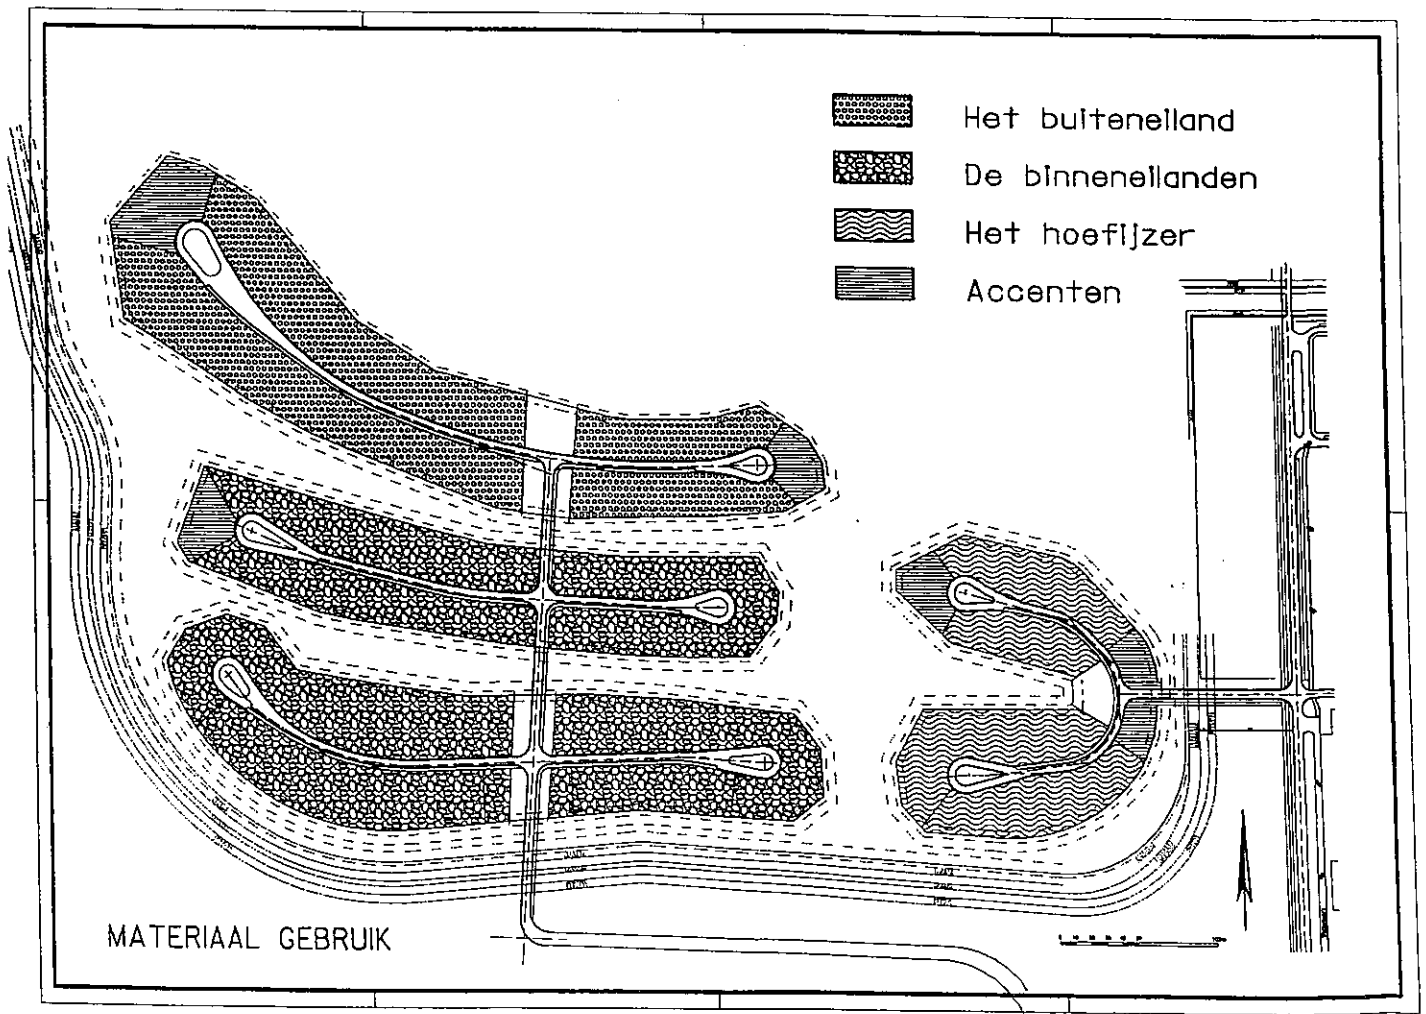 Het buiteneiland
De binneneilanden
Het hoefijzer
Accenten
MATERIAAL GEBRUIK